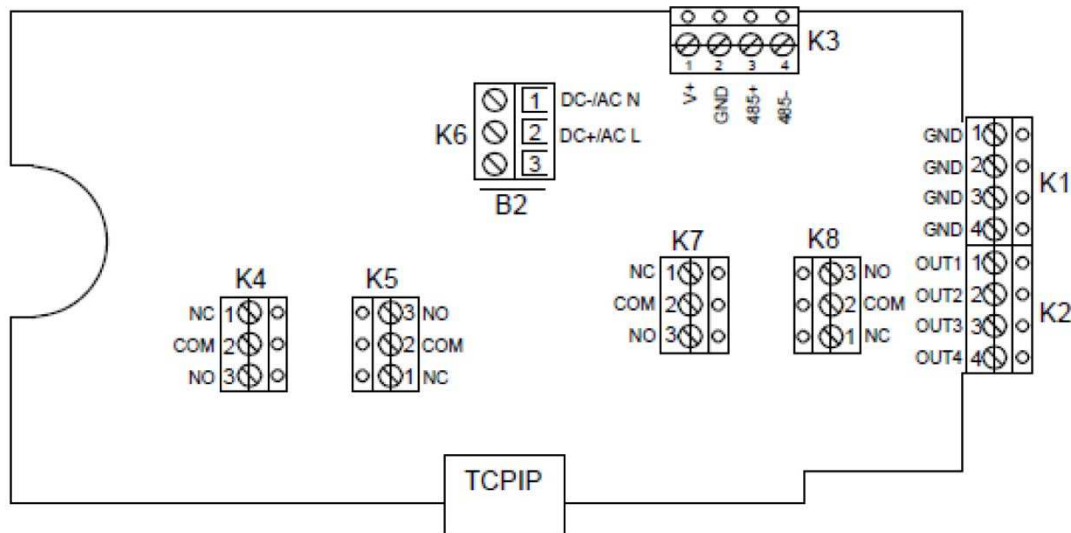 K3
1 2 3 4
V+ GND 485+ 485-
K6
1 DC-/AC N
2 DC+/AC L
3
B2
GND 1
GND 2
GND 3
GND 4
K1
OUT1 1
OUT2 2
OUT3 3
OUT4 4
K2
K4
NC 1
COM 2
NO 3
K5
3 NO
2 COM
1 NC
K7
NC 1
COM 2
NO 3
K8
3 NO
2 COM
1 NC
TCPIP